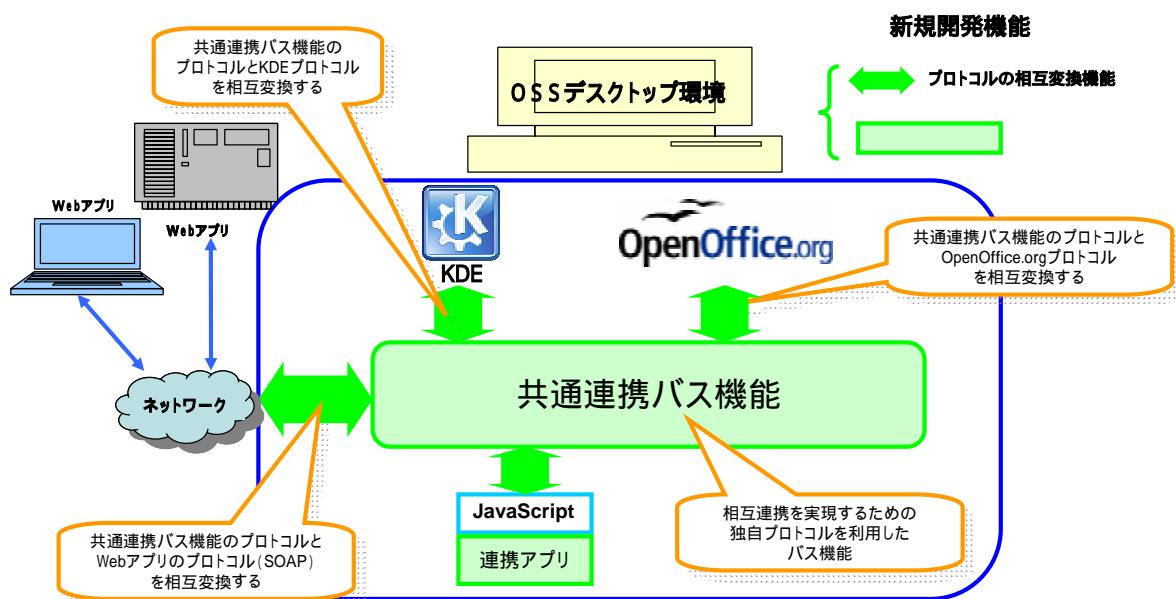 共通連携バス機能の
プロトコルとKDEプロトコル
を相互変換する
OSSデスクトップ環境
新規開発機能
プロトコルの相互変換機能
Webアプリ
Webアプリ
KDE
OpenOffice.org
共通連携バス機能のプロトコルと
OpenOffice.orgプロトコル
を相互変換する
ネットワーク
共通連携バス機能
JavaScript
連携アプリ
共通連携バス機能のプロトコルと
Webアプリのプロトコル(SOAP)
を相互変換する
相互連携を実現するための
独自プロトコルを利用した
バス機能